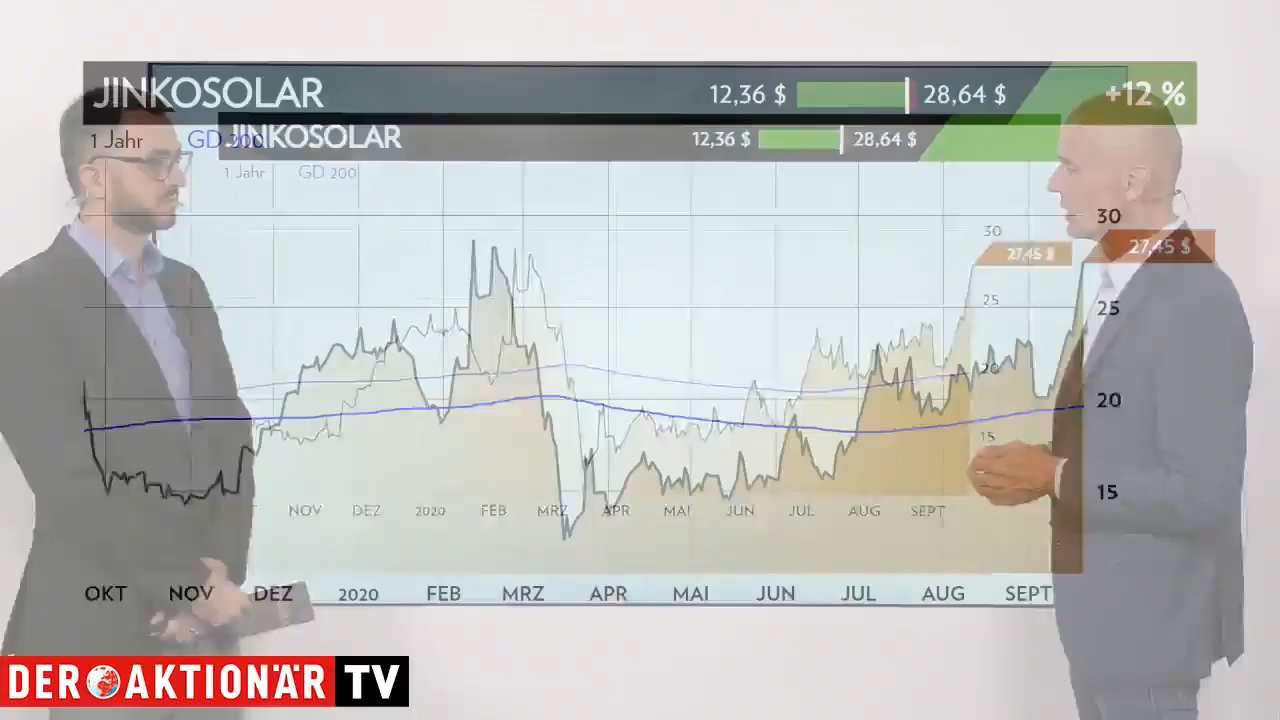 JINKOSOLAR 12,36 $ 28,64 $ +12 %
1 Jahr GD 200
JINKOSOLAR 12,36 $ 28,64 $
1 Jahr GD 200
30
30
27,45 $
27,45 $
25
25
20
20
15
15
NOV DEZ 2020 FEB MRZ APR MAI JUN JUL AUG SEPT
OKT NOV DEZ 2020 FEB MRZ APR MAI JUN JUL AUG SEPT
DER AKTIONÄR TV